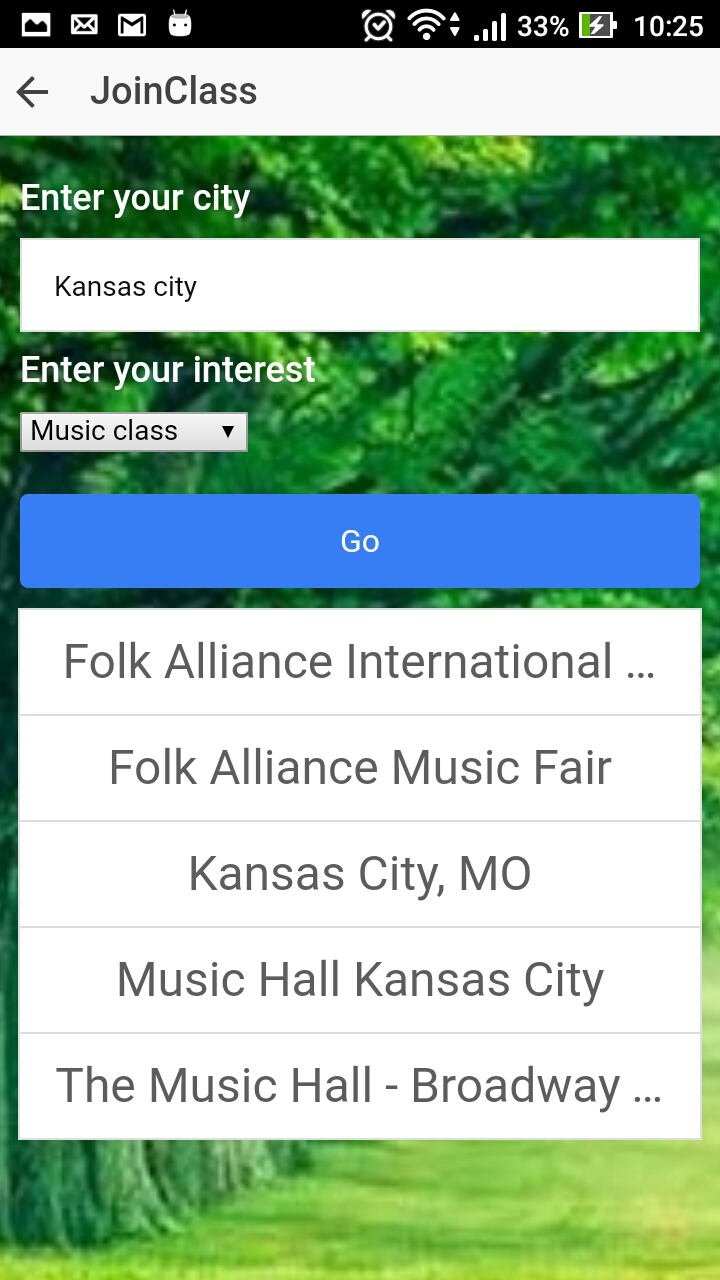 33% 10:25
JoinClass
Enter your city
Kansas city
Enter your interest
Music class
Go
Folk Alliance International ...
Folk Alliance Music Fair
Kansas City, MO
Music Hall Kansas City
The Music Hall - Broadway ...